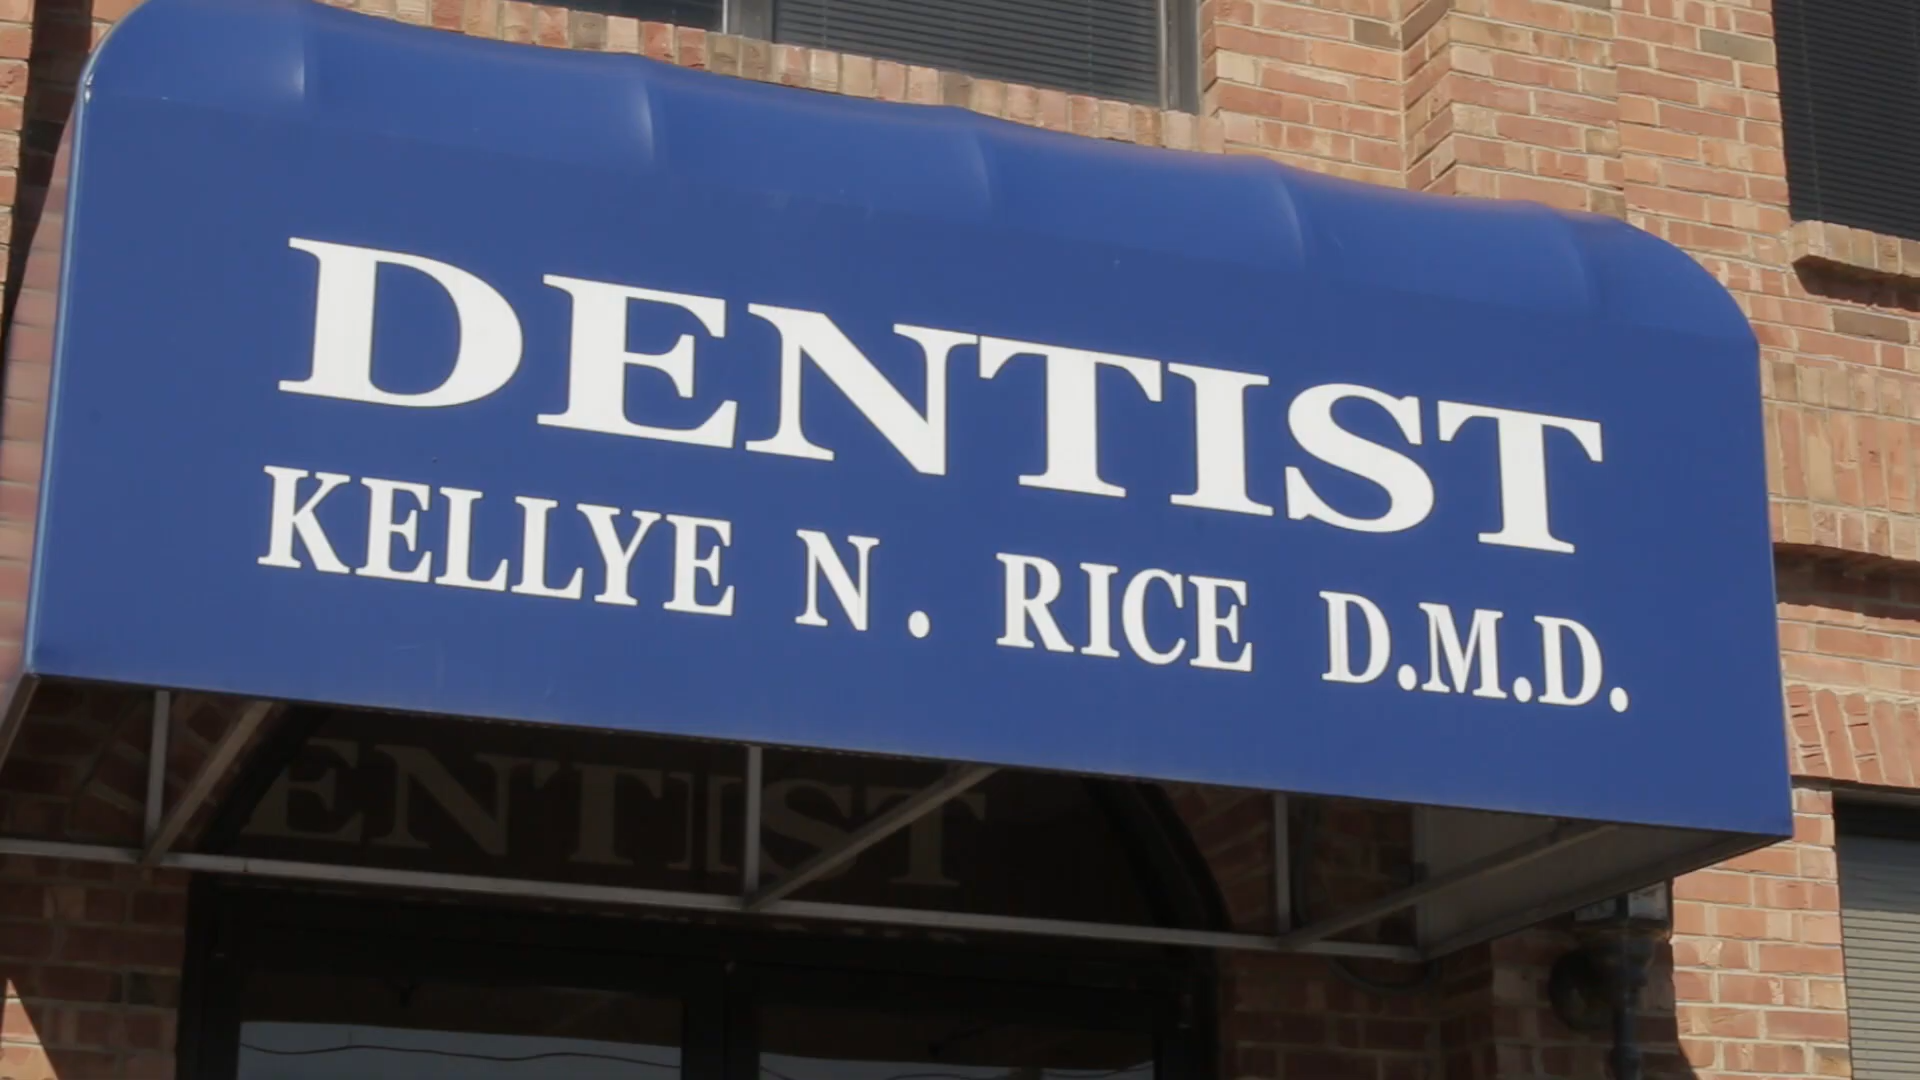 DENTIST
KELLYE N. RICE D.M.D.
ENTIST